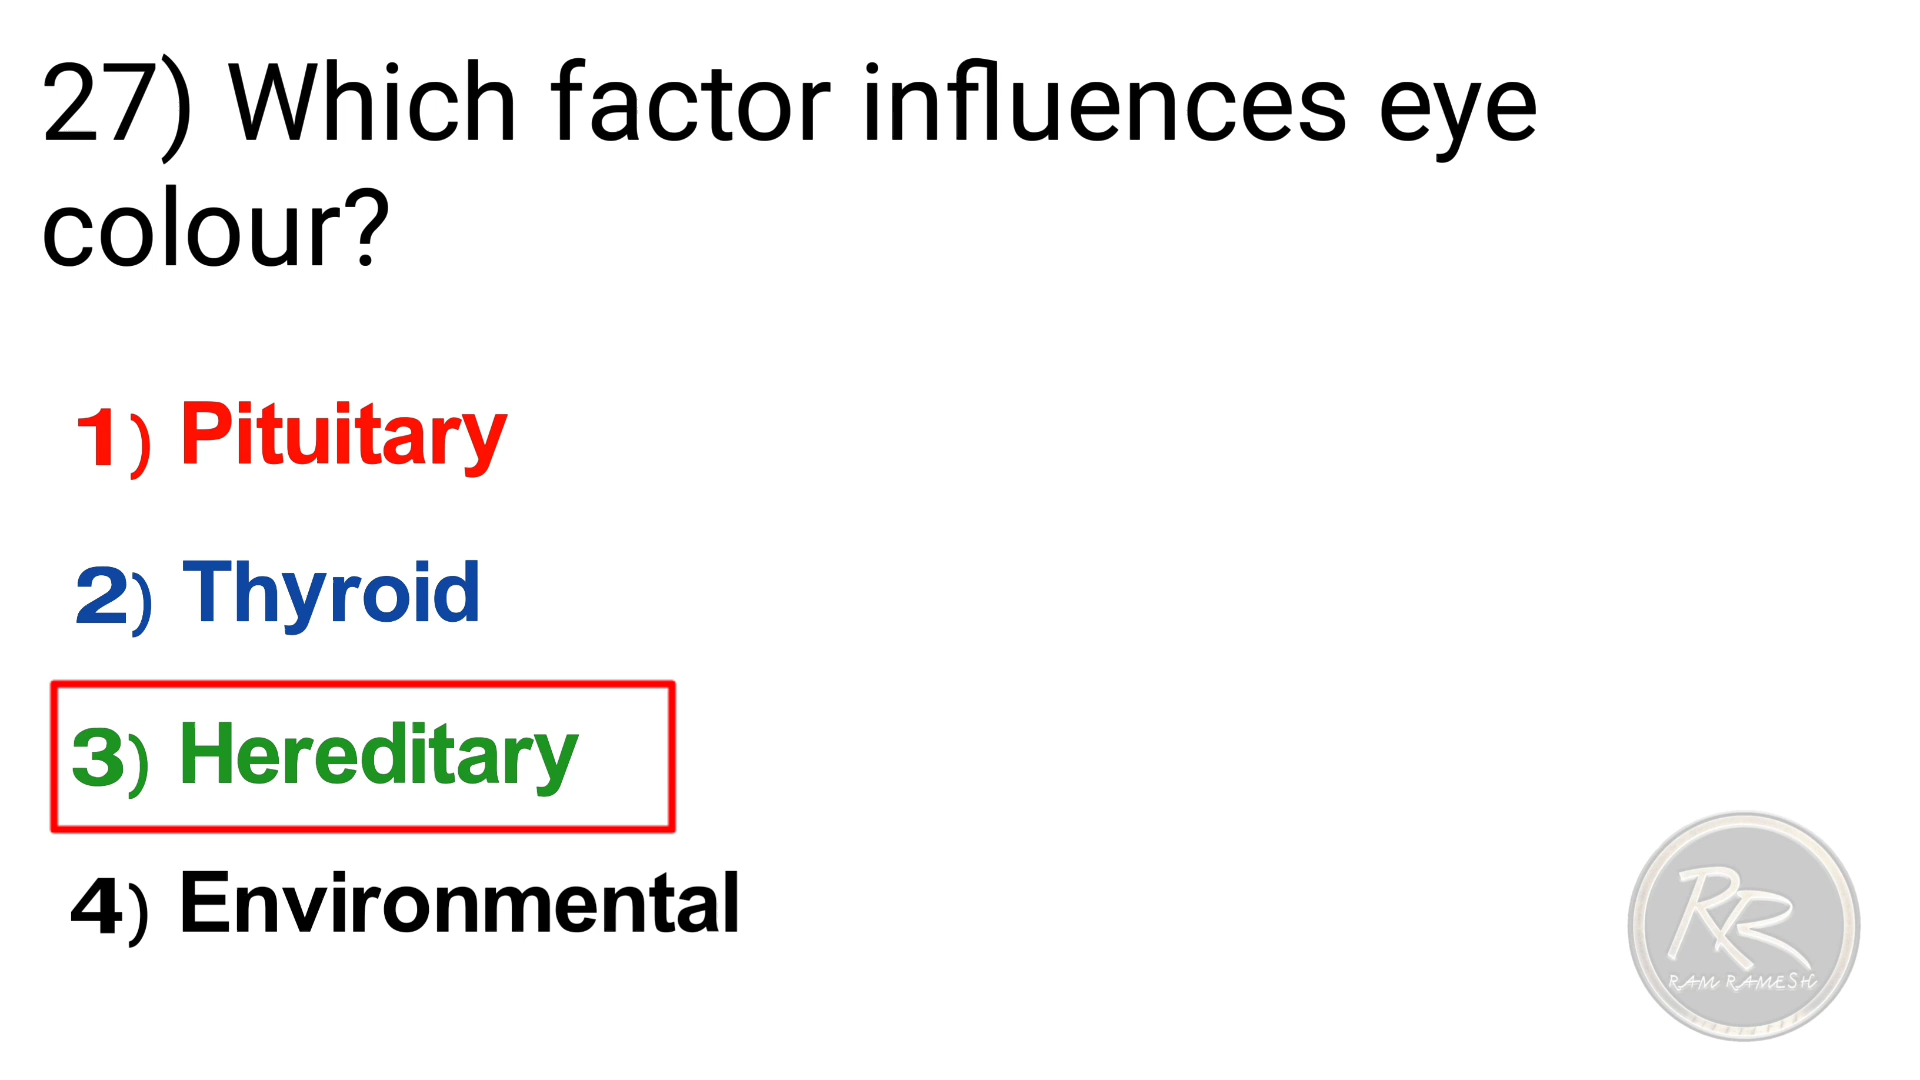 27) Which factor influences eye
colour?
1) Pituitary
2) Thyroid
3) Hereditary
4) Environmental
RR
RAM RAMESH